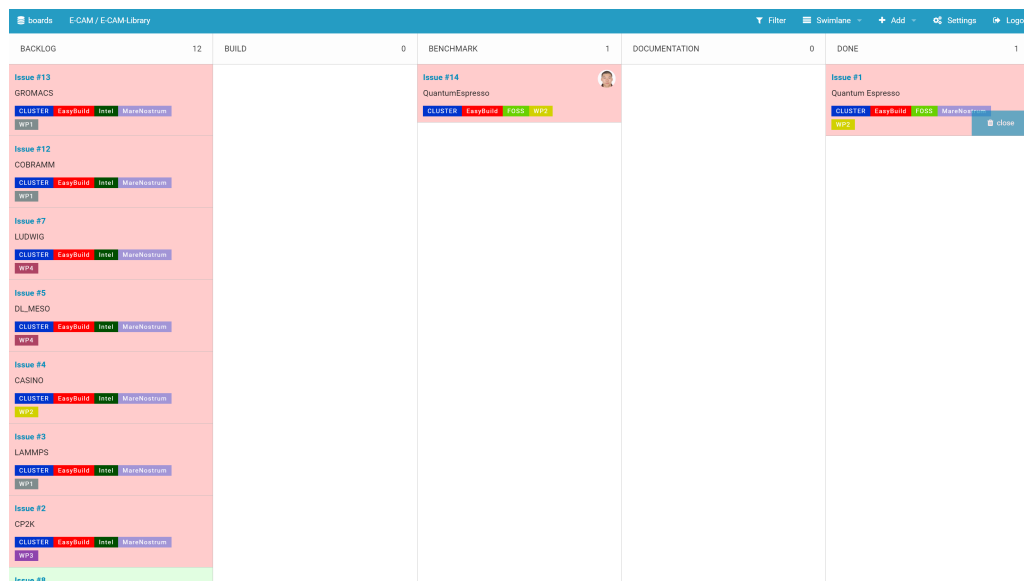 boards E-CAM / E-CAM-Library Filter Swimlane Add Settings Logo
BACKLOG 12 BUILD 0 BENCHMARK 1 DOCUMENTATION 0 DONE 1
Issue #13
GROMACS
CLUSTER EasyBuild Intel MareNostrum
WP1
Issue #12
COBRAMM
CLUSTER EasyBuild Intel MareNostrum
WP1
Issue #7
LUDWIG
CLUSTER EasyBuild Intel MareNostrum
WP4
Issue #5
DL_MESO
CLUSTER EasyBuild Intel MareNostrum
WP4
Issue #4
CASINO
CLUSTER EasyBuild Intel MareNostrum
WP2
Issue #3
LAMMPS
CLUSTER EasyBuild Intel MareNostrum
WP1
Issue #2
CP2K
CLUSTER EasyBuild Intel MareNostrum
WP3
Issue #8
Issue #14
QuantumEspresso
CLUSTER EasyBuild FOSS WP2
Issue #1
Quantum Espresso
CLUSTER EasyBuild FOSS MareNostrum
WP2
close